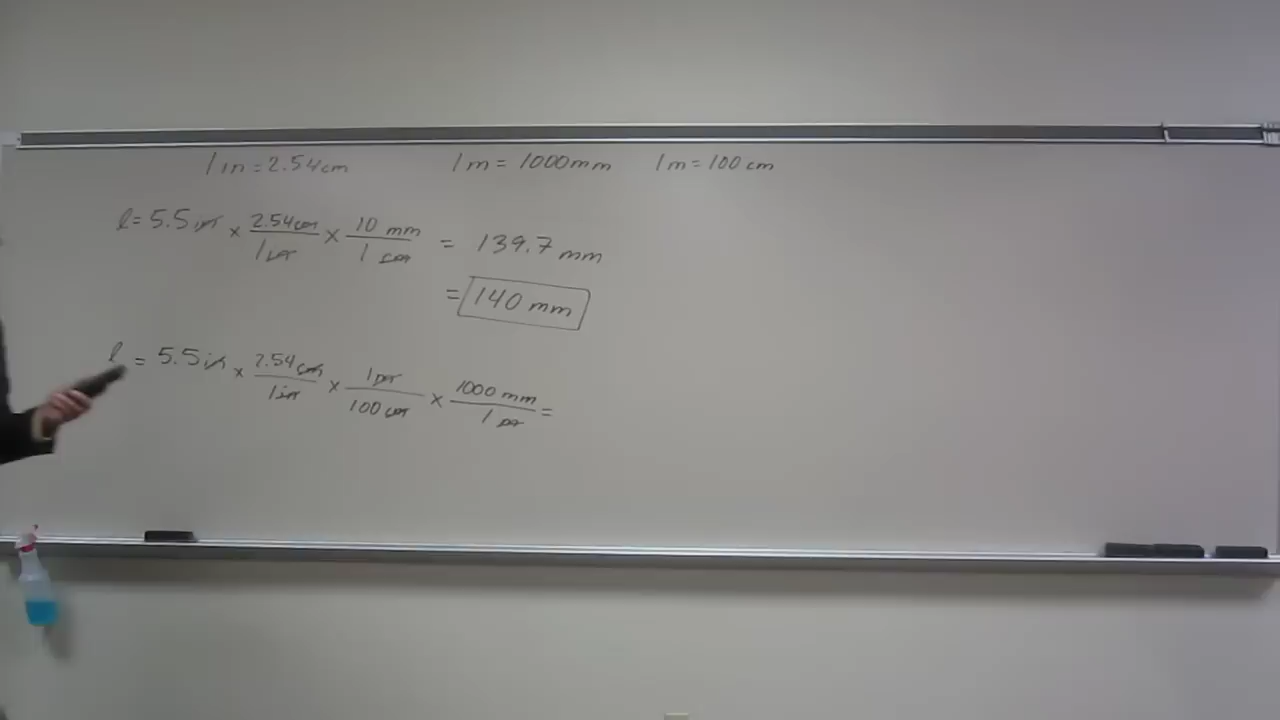 1 in = 2.54 cm 1 m = 1000 mm 1 m = 100 cm
l = 5.5 in × 2.54 cm / 1 in × 10 mm / 1 cm = 139.7 mm
= 140 mm
l = 5.5 in × 2.54 cm / 1 in × 1 m / 100 cm × 1000 mm / 1 m =